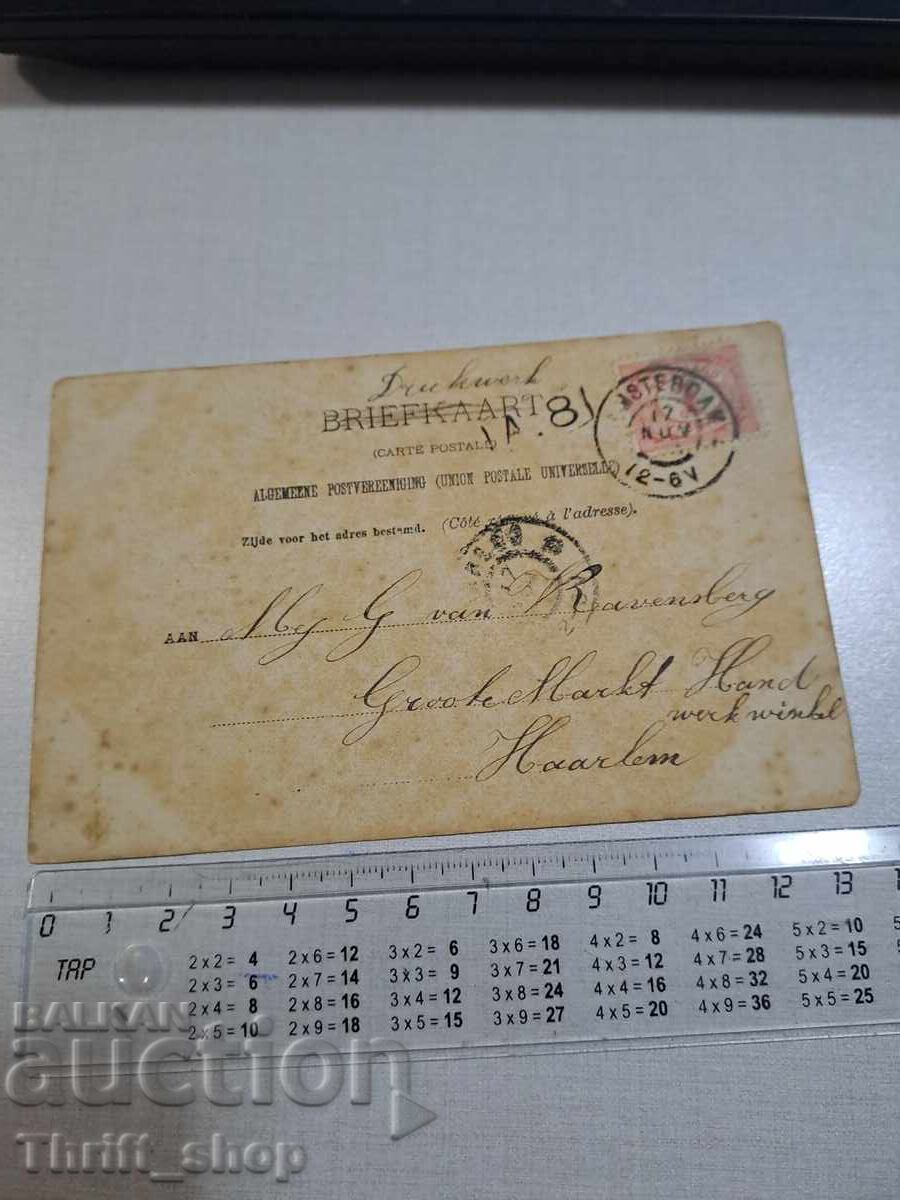 Drukwerk
BRIEFKAART
A.81
(CARTE POSTALE)
ALGEMEENE POSTVEREENIGING (UNION POSTALE UNIVERSELLE)
Zijde voor het adres bestemd. (Côté à l'adresse).
AMSTERDAM
12
NOV
12-6V
AAN Mej G van Ravensberg
Groote Markt Hand
werkwinkel
Haarlem
0 1 2 3 4 5 6 7 8 9 10 11 12 13
TAP
2 x 2 = 4 2 x 6 = 12 3 x 2 = 6 3 x 6 = 18 4 x 2 = 8 4 x 6 = 24 5 x 2 = 10
2 x 3 = 6 2 x 7 = 14 3 x 3 = 9 3 x 7 = 21 4 x 3 = 12 4 x 7 = 28 5 x 3 = 15
2 x 4 = 8 2 x 8 = 16 3 x 4 = 12 3 x 8 = 24 4 x 4 = 16 4 x 8 = 32 5 x 4 = 20
2 x 5 = 10 2 x 9 = 18 3 x 5 = 15 3 x 9 = 27 4 x 5 = 20 4 x 9 = 36 5 x 5 = 25
BALKAN
auction
Thrift_shop